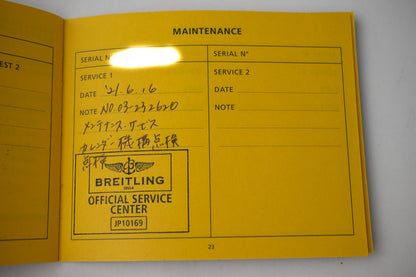 EST 2
MAINTENANCE
SERIAL N°
SERVICE 1
DATE '21.6.16
NOTE NO.03-232620
メンテナンスサービス
カレンダー機構点検
点検
BREITLING
1884
OFFICIAL SERVICE
CENTER
JP10169
SERIAL N°
SERVICE 2
DATE
NOTE
23